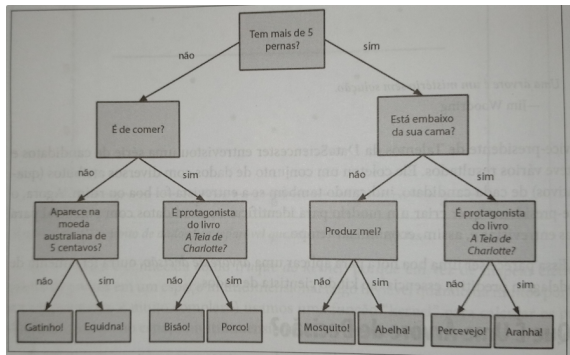 Tem mais de 5
pernas?
não
sim
É de comer?
Está embaixo
da sua cama?
não
sim
não
sim
Aparece na
moeda
australiana de
5 centavos?
É protagonista
do livro
A Teia de
Charlotte?
Produz mel?
É protagonista
do livro
A Teia de
Charlotte?
não
sim
não
sim
não
sim
não
sim
Gatinho!
Equidna!
Bisão!
Porco!
Mosquito!
Abelha!
Percevejo!
Aranha!